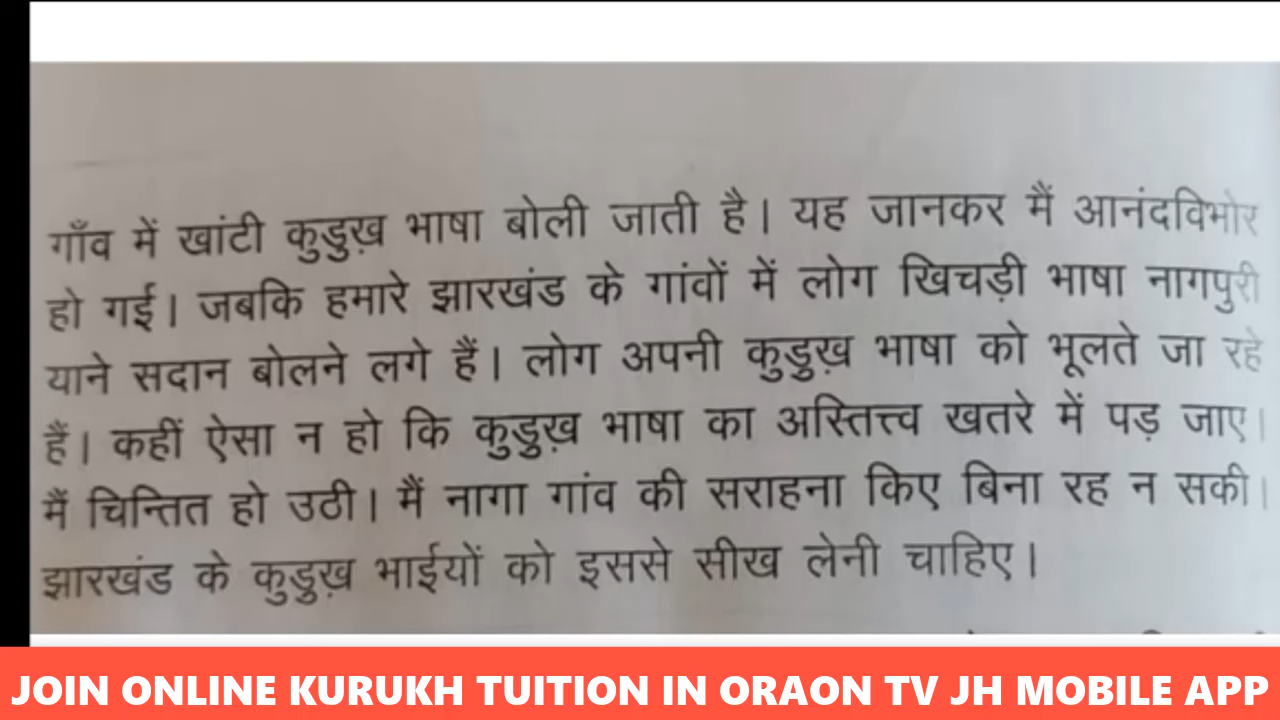 गाँव में खांटी कुडुख़ भाषा बोली जाती है। यह जानकर मैं आनंदविभोर
हो गई। जबकि हमारे झारखंड के गांवों में लोग खिचड़ी भाषा नागपुरी
याने सदान बोलने लगे हैं। लोग अपनी कुडुख़ भाषा को भूलते जा रहे
हैं। कहीं ऐसा न हो कि कुडुख़ भाषा का अस्तित्त्व खतरे में पड़ जाए।
मैं चिन्तित हो उठी। मैं नागा गांव की सराहना किए बिना रह न सकी।
झारखंड के कुडुख़ भाईयों को इससे सीख लेनी चाहिए।
JOIN ONLINE KURUKH TUITION IN ORAON TV JH MOBILE APP